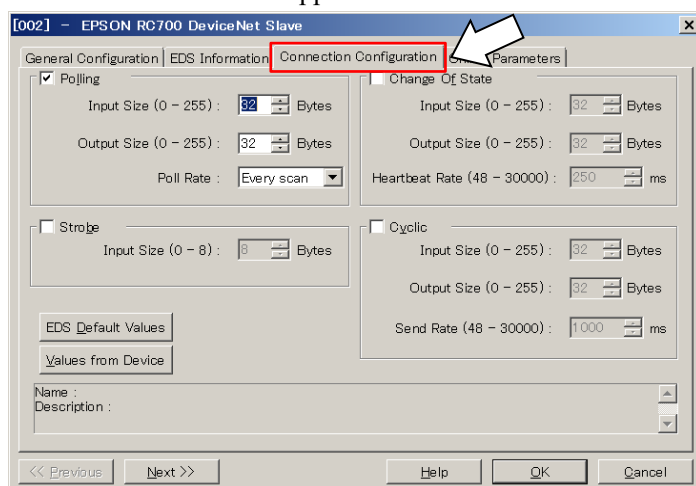 [002] - EPSON RC700 DeviceNet Slave
General Configuration EDS Information Connection Configuration Parameters
Polling
Input Size (0 - 255) : 32 Bytes
Output Size (0 - 255) : 32 Bytes
Poll Rate : Every scan
Change Of State
Input Size (0 - 255) : 32 Bytes
Output Size (0 - 255) : 32 Bytes
Heartbeat Rate (48 - 30000) : 250 ms
Strobe
Input Size (0 - 8) : 8 Bytes
Cyclic
Input Size (0 - 255) : 32 Bytes
Output Size (0 - 255) : 32 Bytes
Send Rate (48 - 30000) : 1000 ms
EDS Default Values
Values from Device
Name :
Description :
<< Previous Next >> Help OK Cancel